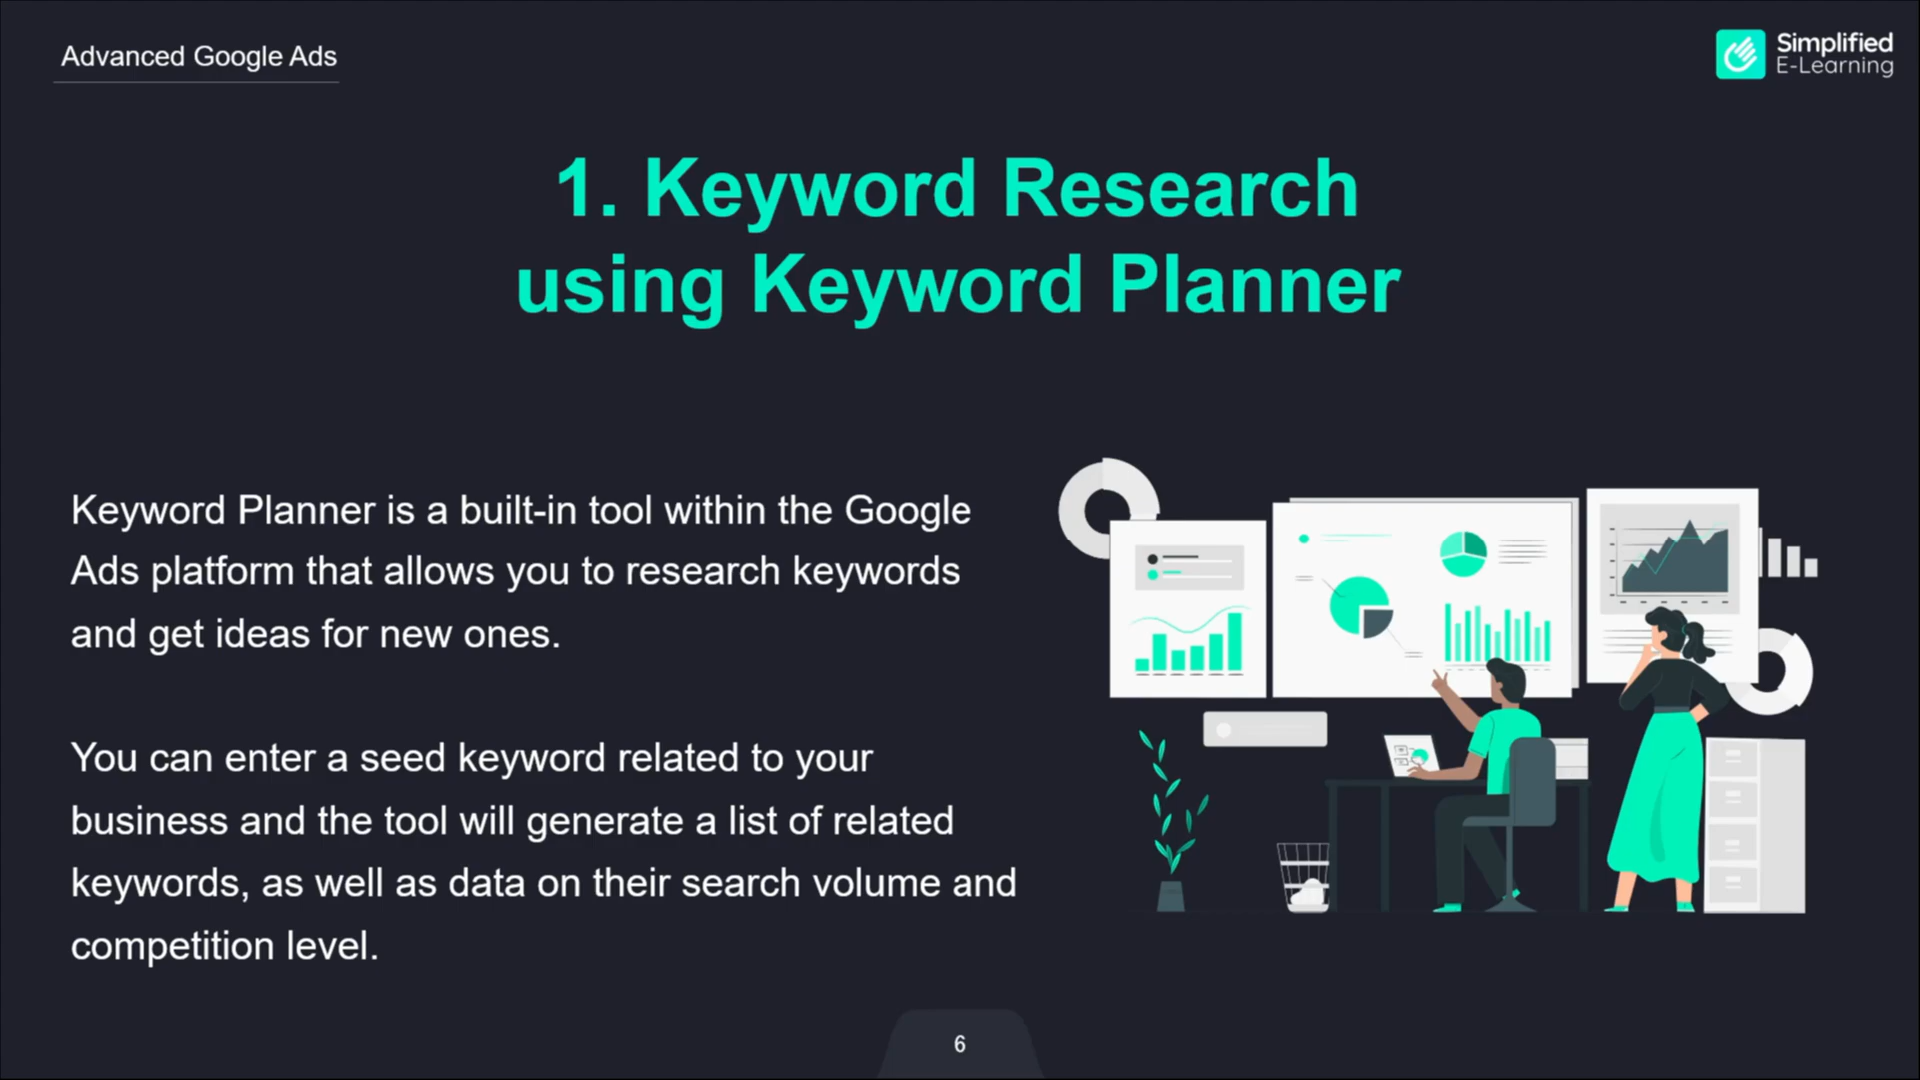 Advanced Google Ads
Simplified
E-Learning
1. Keyword Research
using Keyword Planner
Keyword Planner is a built-in tool within the Google
Ads platform that allows you to research keywords
and get ideas for new ones.
You can enter a seed keyword related to your
business and the tool will generate a list of related
keywords, as well as data on their search volume and
competition level.
6